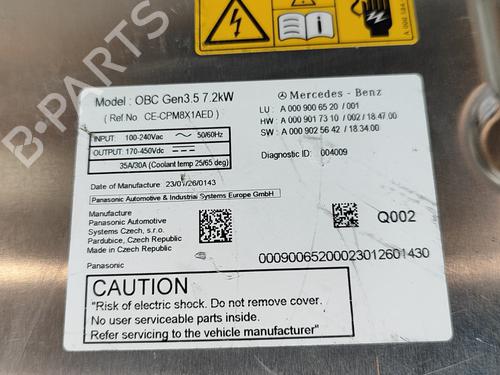 A 000 584
Model : OBC Gen3.5 7.2kW
( Ref No CE-CPM8X1AED )
Mercedes - Benz
LU : A 000 900 65 20 / 001
HW : A 000 901 73 10 / 002 / 18.47.00
SW : A 000 902 56 42 / 18.34.00
INPUT: 100-240Vac 50/60Hz
OUTPUT: 170-450Vdc
35A/30A (Coolant temp 25/65 deg)
Diagnostic ID : 004009
Date of Manufacture : 23/01/26/0143
Panasonic Automotive & Industrial Systems Europe GmbH
Manufacture
Panasonic Automotive
Systems Czech, s.r.o.
Pardubice, Czech Republic
Made in Czech Republic
Q002
Panasonic
00090065200023012601430
CAUTION
"Risk of electric shock. Do not remove cover.
No user serviceable parts inside.
Refer servicing to the vehicle manufacturer"
B-PARTS